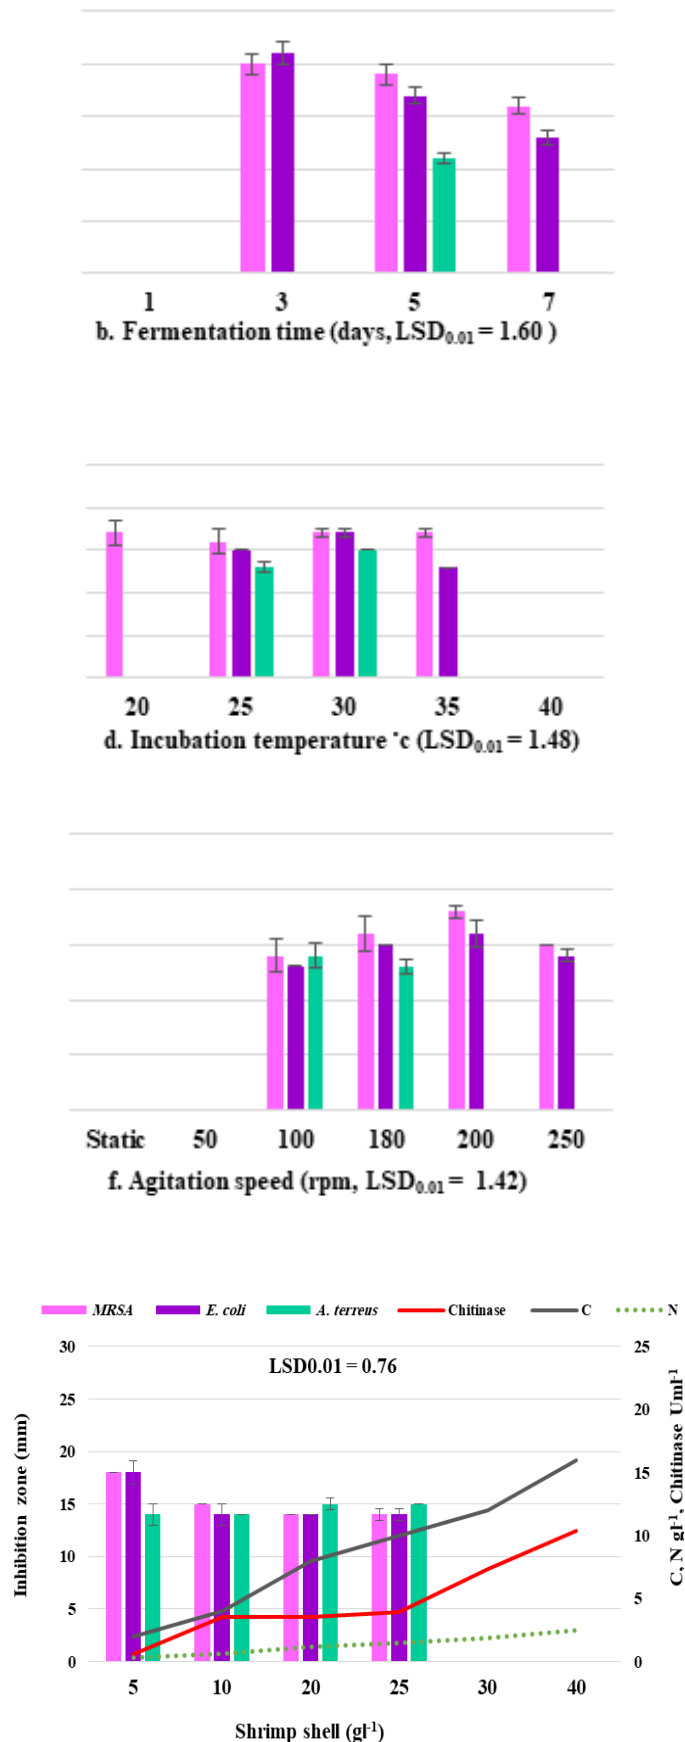 1 3 5 7
b. Fermentation time (days, LSD0.01 = 1.60 )
20 25 30 35 40
d. Incubation temperature °c (LSD0.01 = 1.48)
Static 50 100 180 200 250
f. Agitation speed (rpm, LSD0.01 = 1.42)
MRSA E. coli A. terreus Chitinase C N
LSD0.01 = 0.76
30 25
25 20
20 15
15 10
10 5
5 0
0
Inhibition zone (mm)
C, N gl-1, Chitinase Uml-1
5 10 20 25 30 40
Shrimp shell (gl-1)